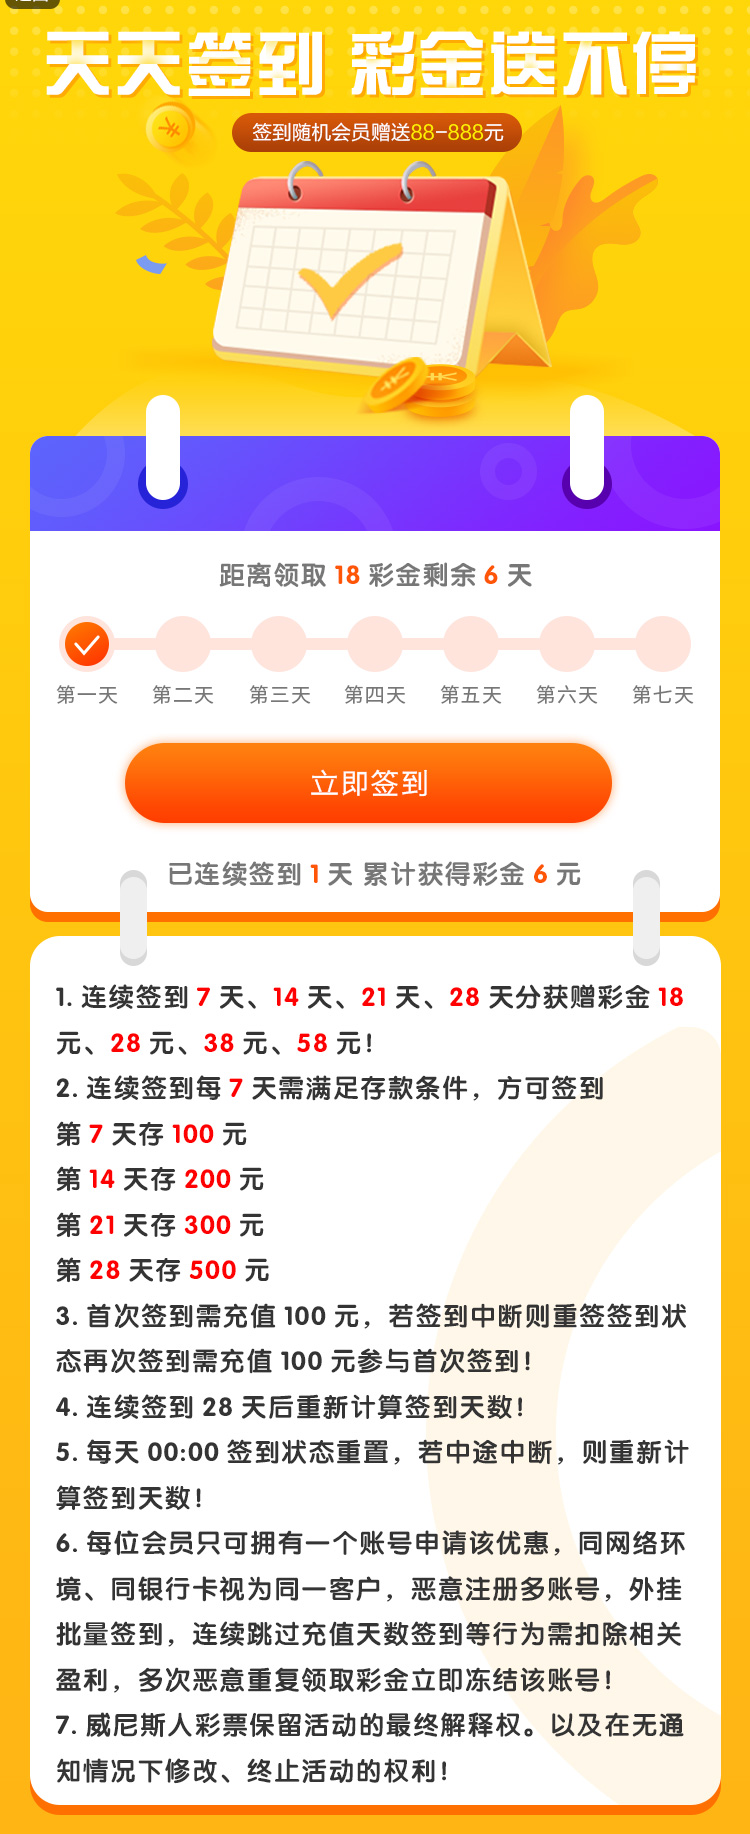 天天签到 彩金送不停
签到随机会员赠送88-888元
距离领取 18 彩金剩余 6 天
第一天 第二天 第三天 第四天 第五天 第六天 第七天
立即签到
已连续签到 1 天 累计获得彩金 6 元
1. 连续签到 7 天、14 天、21 天、28 天分获赠彩金 18
元、28 元、38 元、58 元！
2. 连续签到每 7 天需满足存款条件，方可签到
第 7 天存 100 元
第 14 天存 200 元
第 21 天存 300 元
第 28 天存 500 元
3. 首次签到需充值 100 元，若签到中断则重签签到状
态再次签到需充值 100 元参与首次签到！
4. 连续签到 28 天后重新计算签到天数！
5. 每天 00:00 签到状态重置，若中途中断，则重新计
算签到天数！
6. 每位会员只可拥有一个账号申请该优惠，同网络环
境、同银行卡视为同一客户，恶意注册多账号，外挂
批量签到，连续跳过充值天数签到等行为需扣除相关
盈利，多次恶意重复领取彩金立即冻结该账号！
7. 威尼斯人彩票保留活动的最终解释权。以及在无通
知情况下修改、终止活动的权利！